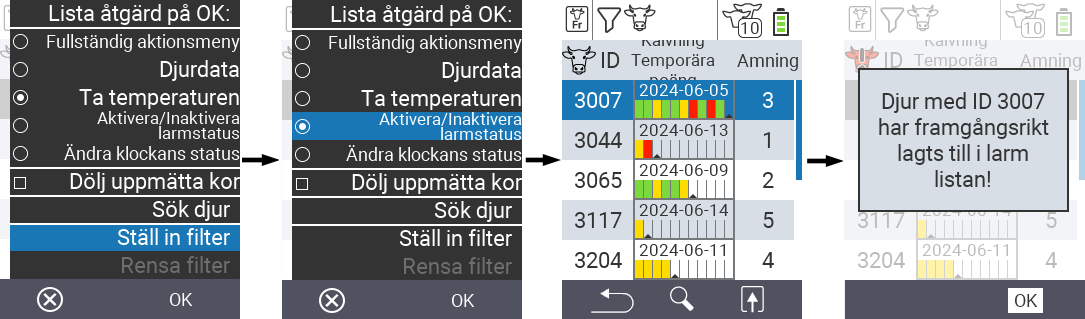 Lista åtgärd på OK:
Fullständig aktionsmeny
Djurdata
Ta temperaturen
Aktivera/Inaktivera
larmstatus
Ändra klockans status
Dölj uppmätta kor
Sök djur
Ställ in filter
Rensa filter
OK
Lista åtgärd på OK:
Fullständig aktionsmeny
Djurdata
Ta temperaturen
Aktivera/Inaktivera
larmstatus
Ändra klockans status
Dölj uppmätta kor
Sök djur
Ställ in filter
Rensa filter
OK
Fr
10
ID
Kalvning
Temporära
poäng
Amning
3007
2024-06-05
3
3044
2024-06-13
1
3065
2024-06-09
2
3117
2024-06-14
5
3204
2024-06-11
4
Fr
10
ID
Kalvning
Temporära
Amning
Djur med ID 3007
har framgångsrikt
lagts till i larm
listan!
3117
2024-06-14
5
3204
2024-06-11
4
OK